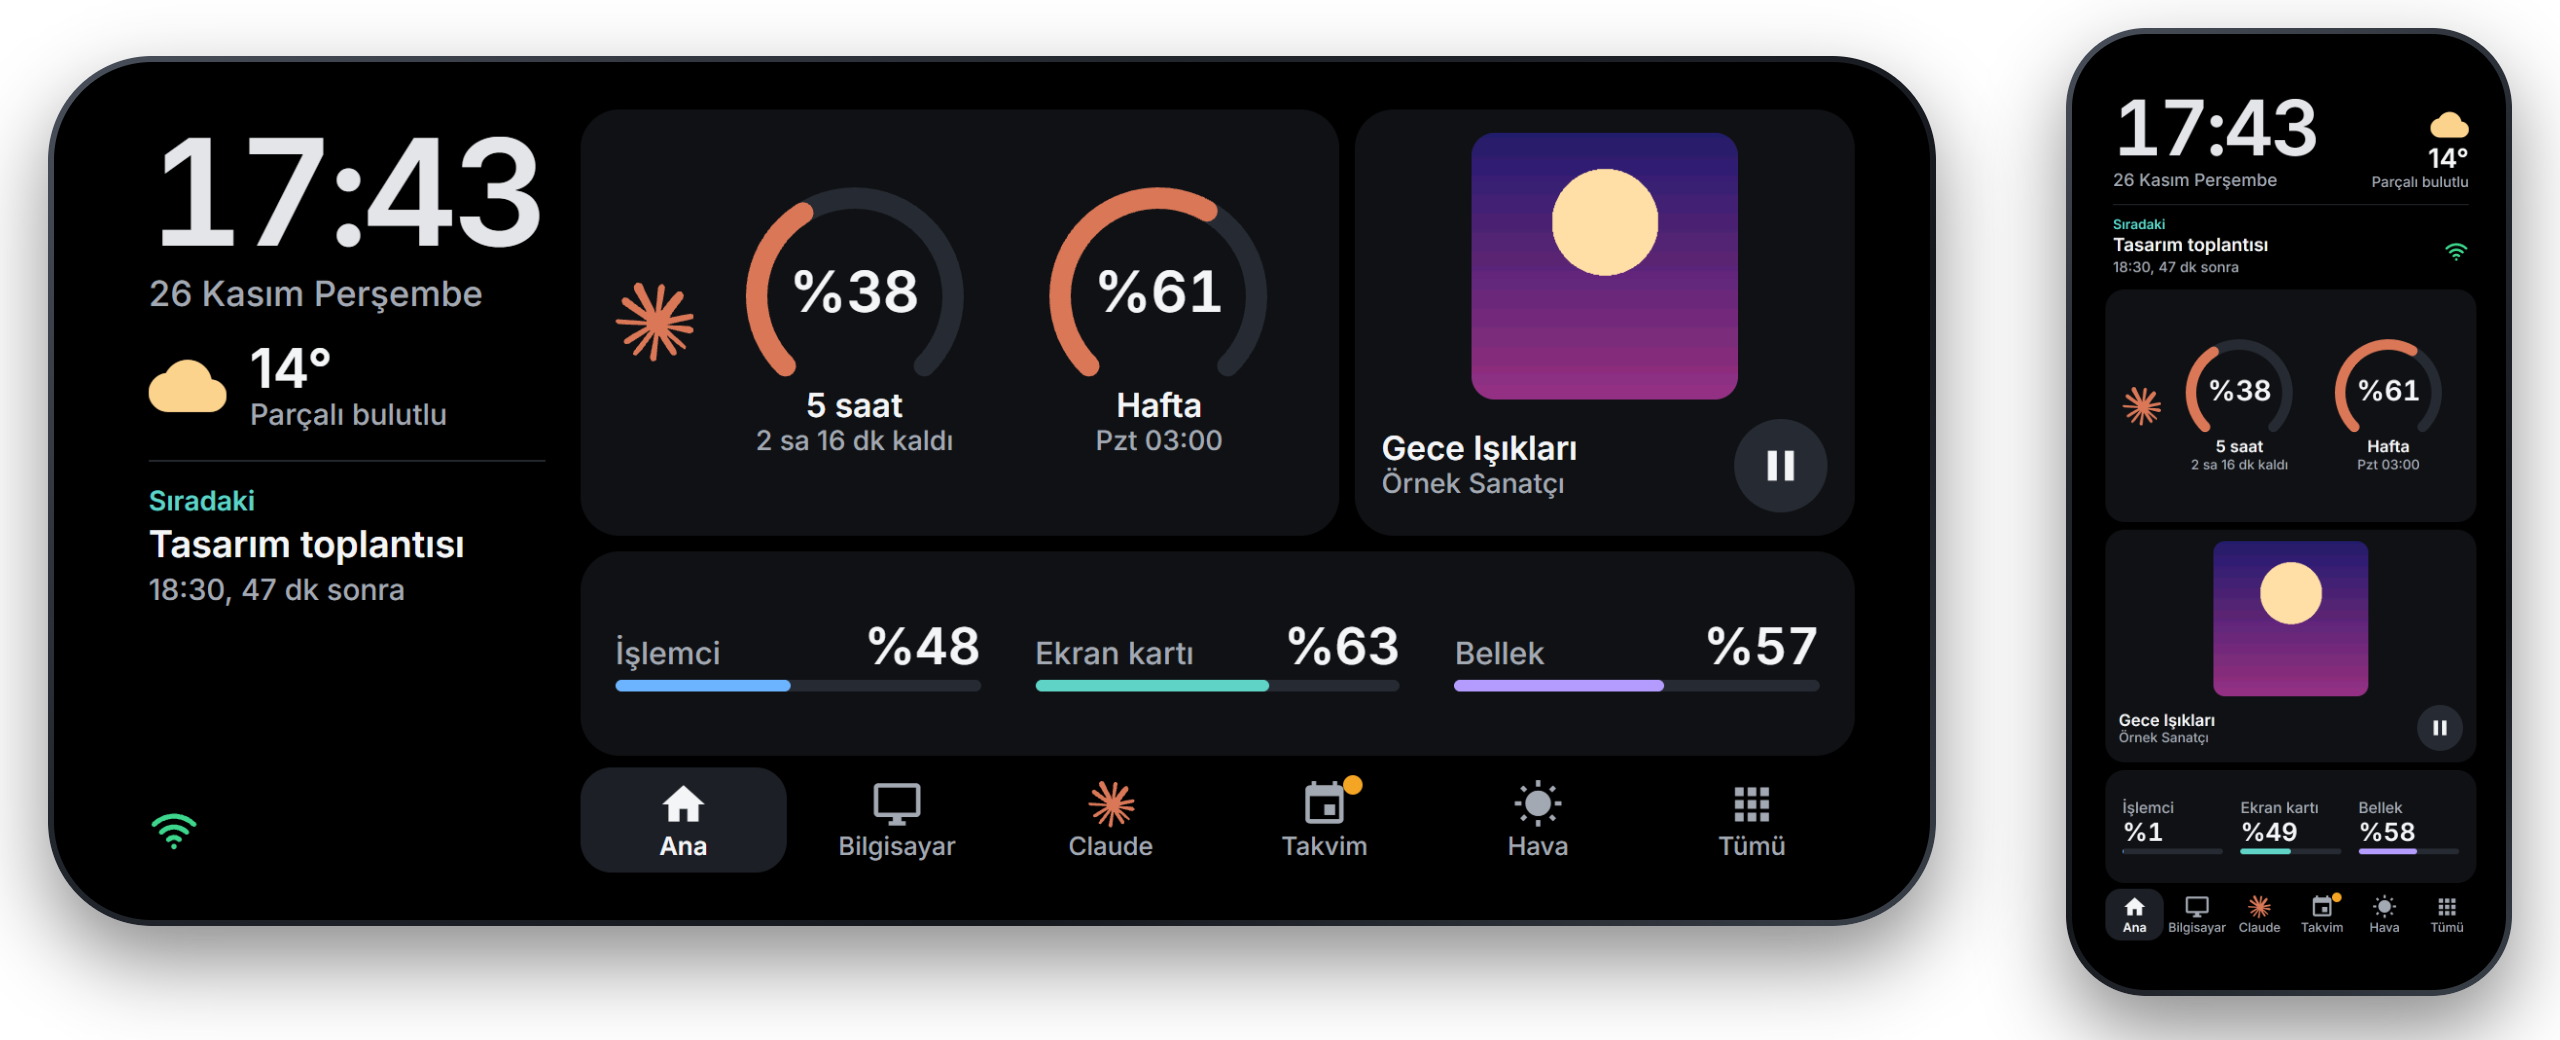 17:43
26 Kasım Perşembe
14°
Parçalı bulutlu
Sıradaki
Tasarım toplantısı
18:30, 47 dk sonra
%38
5 saat
2 sa 16 dk kaldı
%61
Hafta
Pzt 03:00
Gece Işıkları
Örnek Sanatçı
İşlemci %48
Ekran kartı %63
Bellek %57
Ana
Bilgisayar
Claude
Takvim
Hava
Tümü
17:43
26 Kasım Perşembe
14°
Parçalı bulutlu
Sıradaki
Tasarım toplantısı
18:30, 47 dk sonra
%38
5 saat
2 sa 16 dk kaldı
%61
Hafta
Pzt 03:00
Gece Işıkları
Örnek Sanatçı
İşlemci
%1
Ekran kartı
%49
Bellek
%58
Ana
Bilgisayar
Claude
Takvim
Hava
Tümü